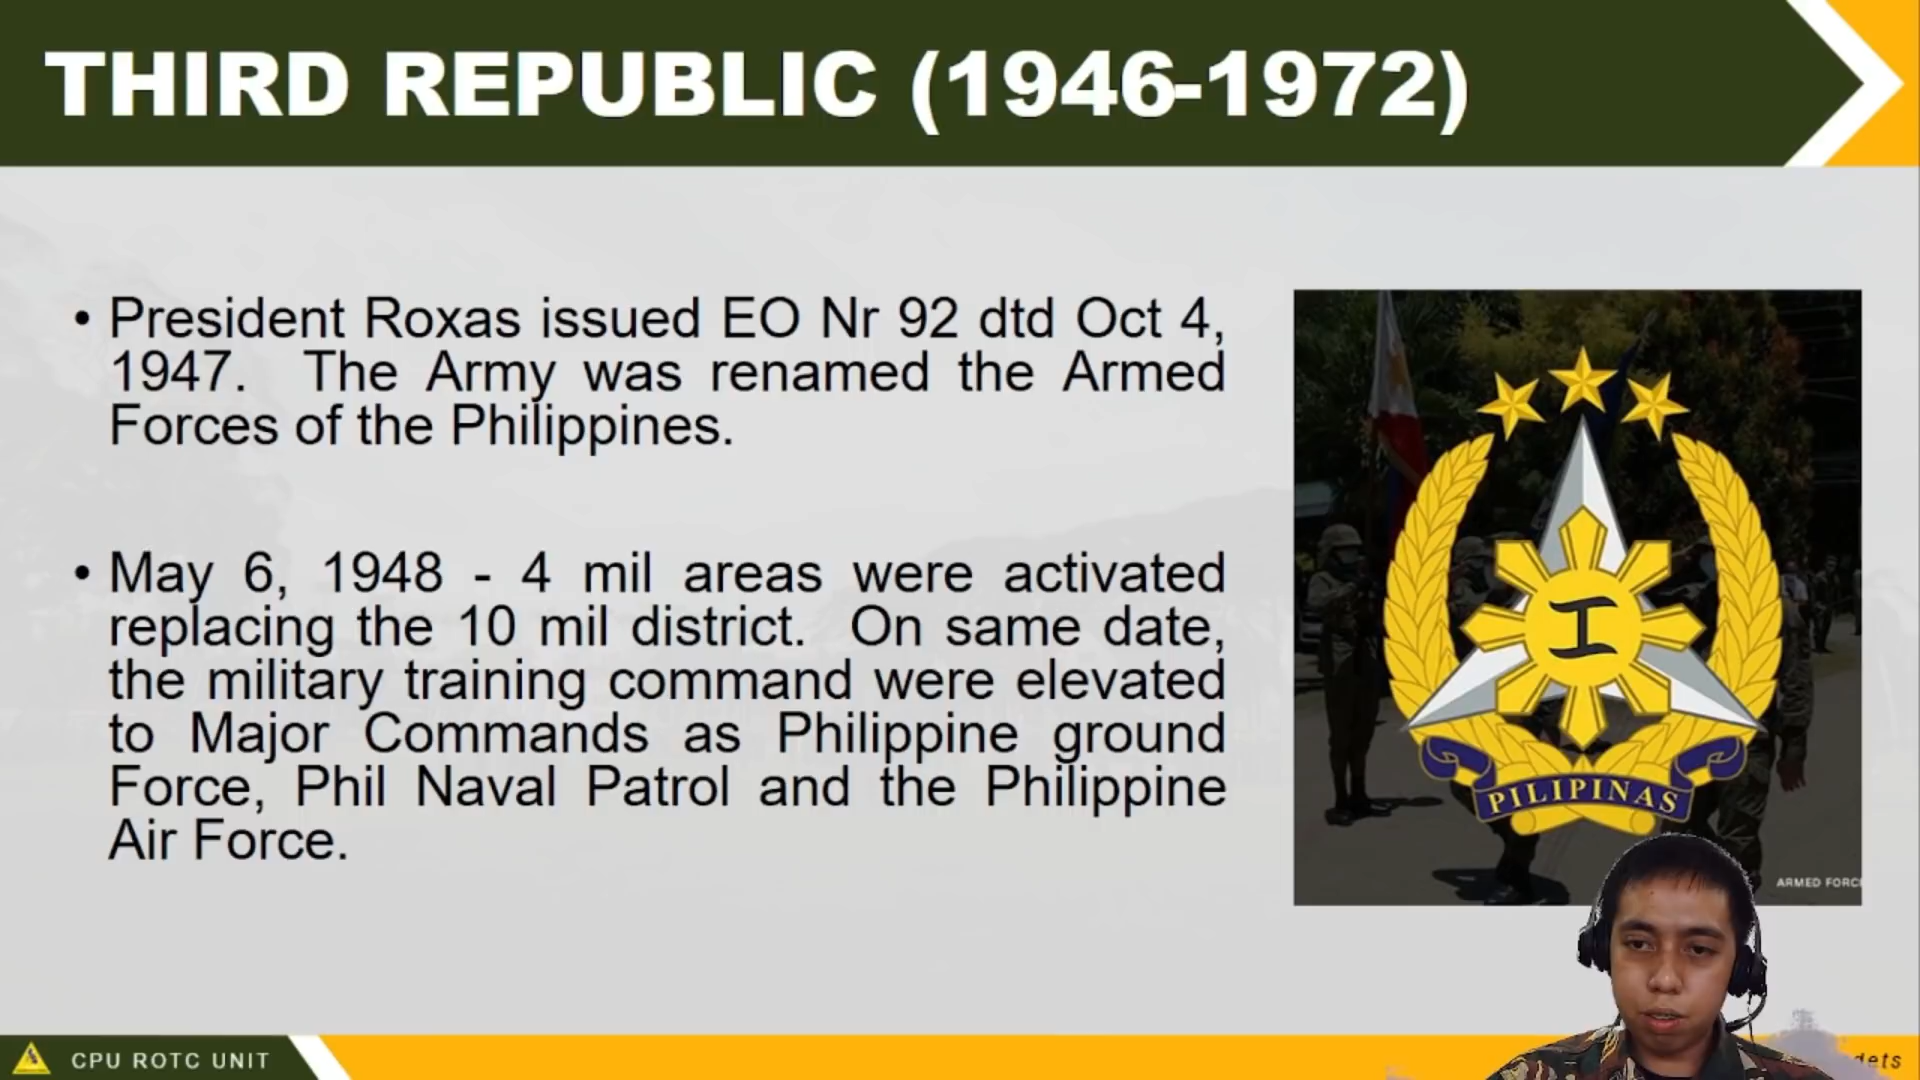 THIRD REPUBLIC (1946-1972)
• President Roxas issued EO Nr 92 dtd Oct 4,
1947. The Army was renamed the Armed
Forces of the Philippines.
• May 6, 1948 - 4 mil areas were activated
replacing the 10 mil district. On same date,
the military training command were elevated
to Major Commands as Philippine ground
Force, Phil Naval Patrol and the Philippine
Air Force.
PILIPINAS
ARMED
CPU ROTC UNIT